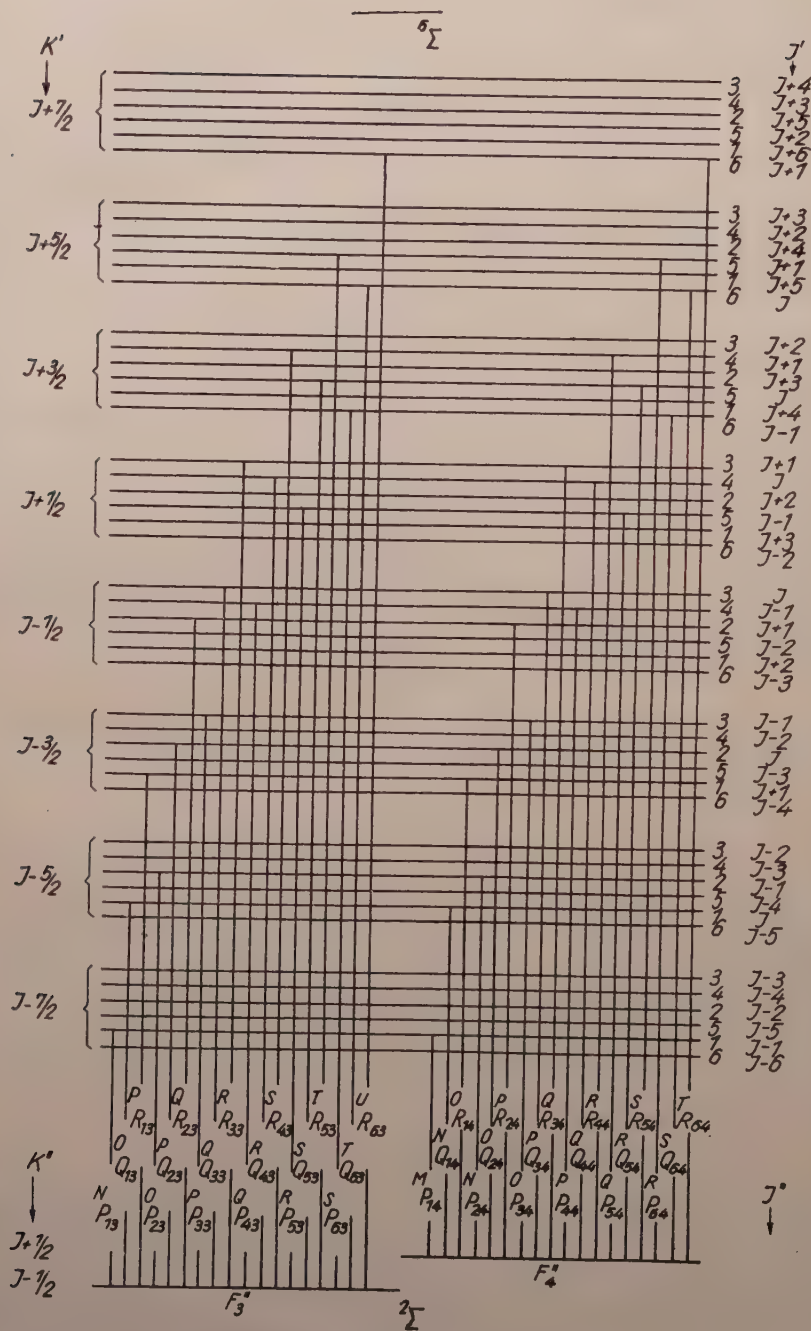 ⁶Σ
K' J'
J+7/2
3 J+4
4 J+3
2 J+5
5 J+2
1 J+6
6 J+1
J+5/2
3 J+3
4 J+2
2 J+4
5 J+1
1 J+5
6 J
J+3/2
3 J+2
4 J+1
2 J+3
5 J
1 J+4
6 J-1
J+1/2
3 J+1
4 J
2 J+2
5 J-1
1 J+3
6 J-2
J-1/2
3 J
4 J-1
2 J+1
5 J-2
1 J+2
6 J-3
J-3/2
3 J-1
4 J-2
2 J
5 J-3
1 J+1
6 J-4
J-5/2
3 J-2
4 J-3
2 J-1
5 J-4
1 J
6 J-5
J-7/2
3 J-3
4 J-4
2 J-2
5 J-5
1 J-1
6 J-6
ᴾR₁₃ ᵠR₂₃ ᴿR₃₃ ˢR₄₃ ᵀR₅₃ ᵁR₆₃ ᴼR₁₄ ᴾR₂₄ ᵠR₃₄ ᴿR₄₄ ˢR₅₄ ᵀR₆₄
ᴼQ₁₃ ᴾQ₂₃ ᵠQ₃₃ ᴿQ₄₃ ˢQ₅₃ ᵀQ₆₃ ᴺQ₁₄ ᴼQ₂₄ ᴾQ₃₄ ᵠQ₄₄ ᴿQ₅₄ ˢQ₆₄
ᴺP₁₃ ᴼP₂₃ ᴾP₃₃ ᵠP₄₃ ᴿP₅₃ ˢP₆₃ ᴹP₁₄ ᴺP₂₄ ᴼP₃₄ ᴾP₄₄ ᵠP₅₄ ᴿP₆₄
K" J"
J+1/2
J-1/2
F₃" F₄"
²Σ